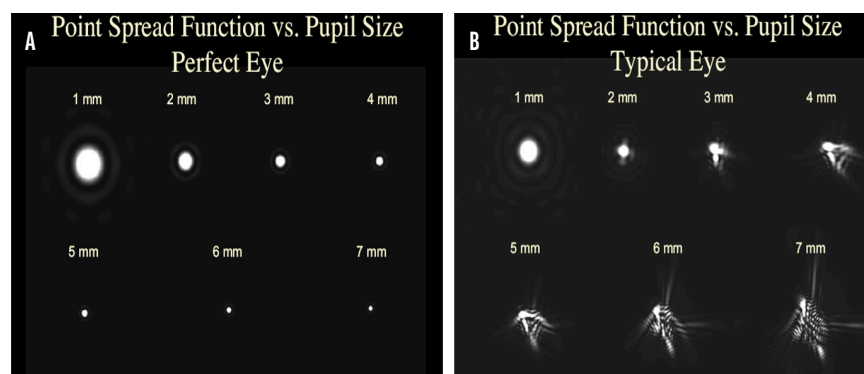 A
Point Spread Function vs. Pupil Size
Perfect Eye
1 mm
2 mm
3 mm
4 mm
5 mm
6 mm
7 mm
B
Point Spread Function vs. Pupil Size
Typical Eye
1 mm
2 mm
3 mm
4 mm
5 mm
6 mm
7 mm